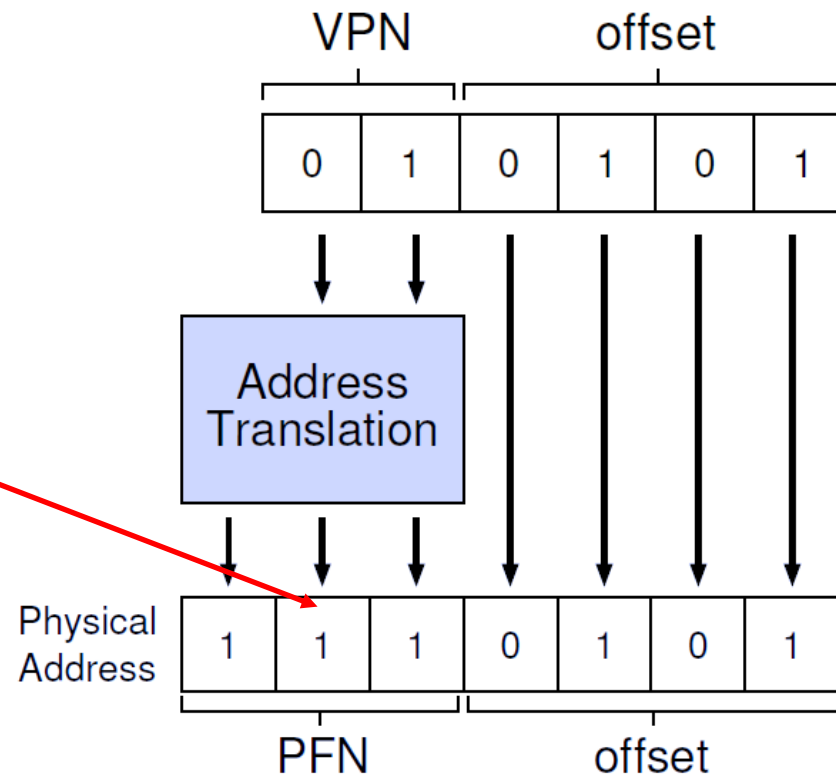 VPN offset
0 1 0 1 0 1
Address
Translation
Physical
Address
1 1 1 0 1 0 1
PFN offset